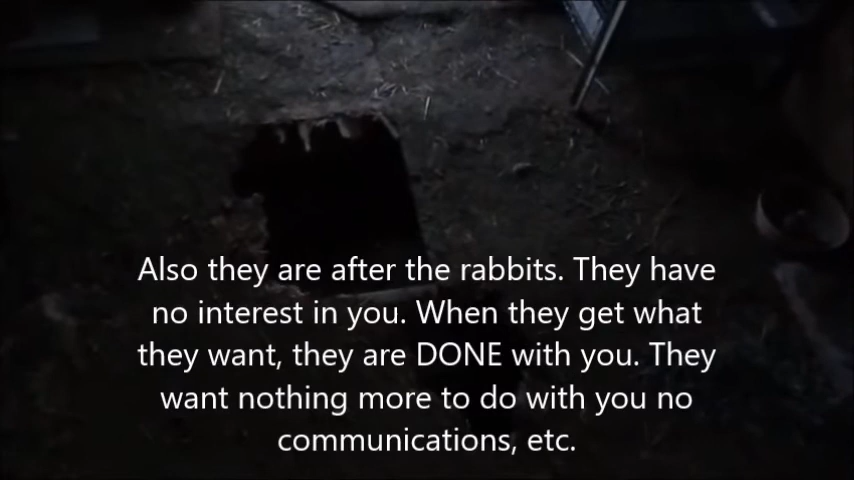 Also they are after the rabbits. They have
no interest in you. When they get what
they want, they are DONE with you. They
want nothing more to do with you no
communications, etc.